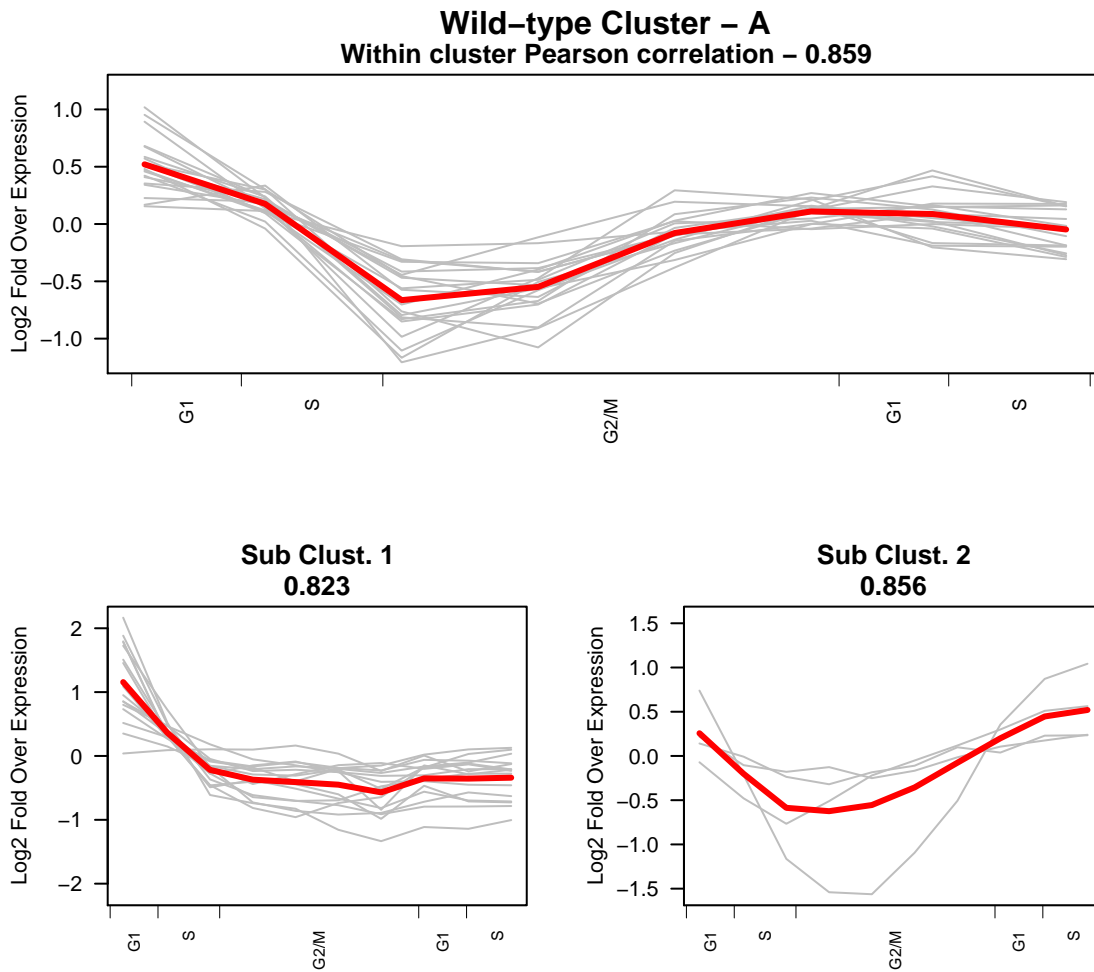 Wild−type Cluster − A
Within cluster Pearson correlation − 0.859
Log2 Fold Over Expression
1.0
0.5
0.0
−0.5
−1.0
G1
S
G2/M
G1
S
Sub Clust. 1
0.823
Log2 Fold Over Expression
2
1
0
−1
−2
G1
S
G2/M
G1
S
Sub Clust. 2
0.856
Log2 Fold Over Expression
1.5
1.0
0.5
0.0
−0.5
−1.0
−1.5
G1
S
G2/M
G1
S